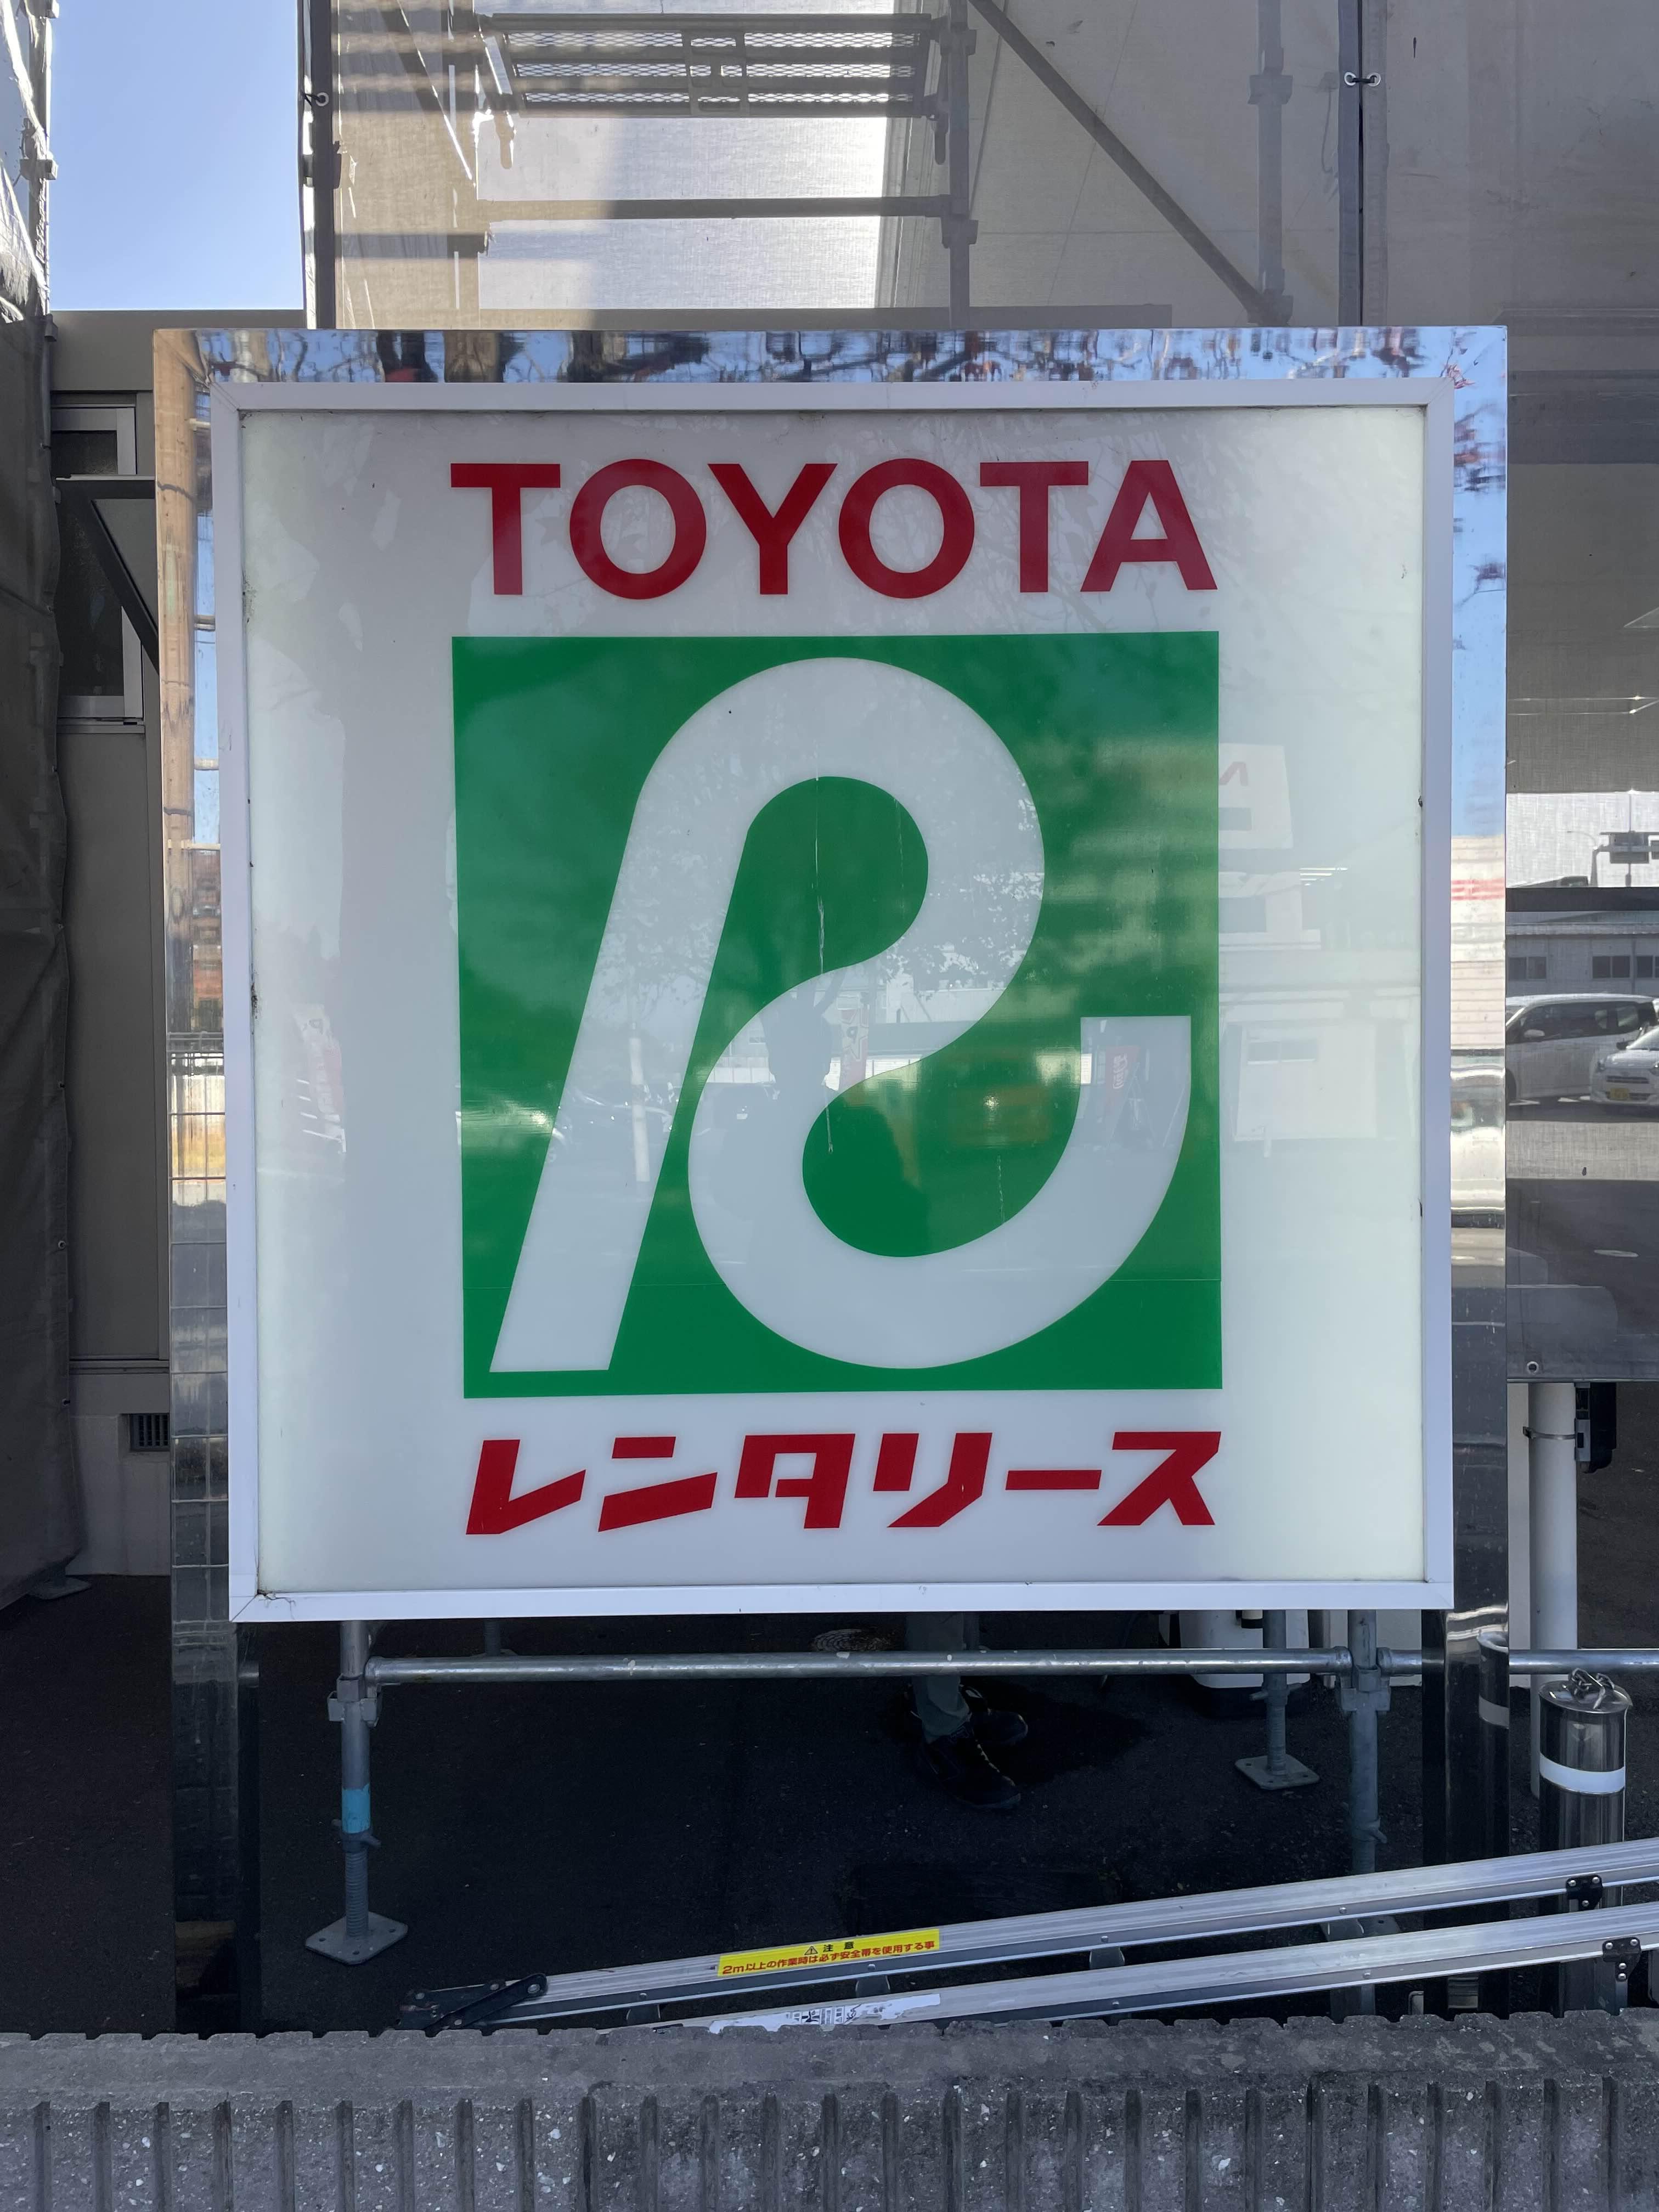 TOYOTA
レンタリース
⚠注 意
2m以上の作業時は必ず安全帯を使用する事